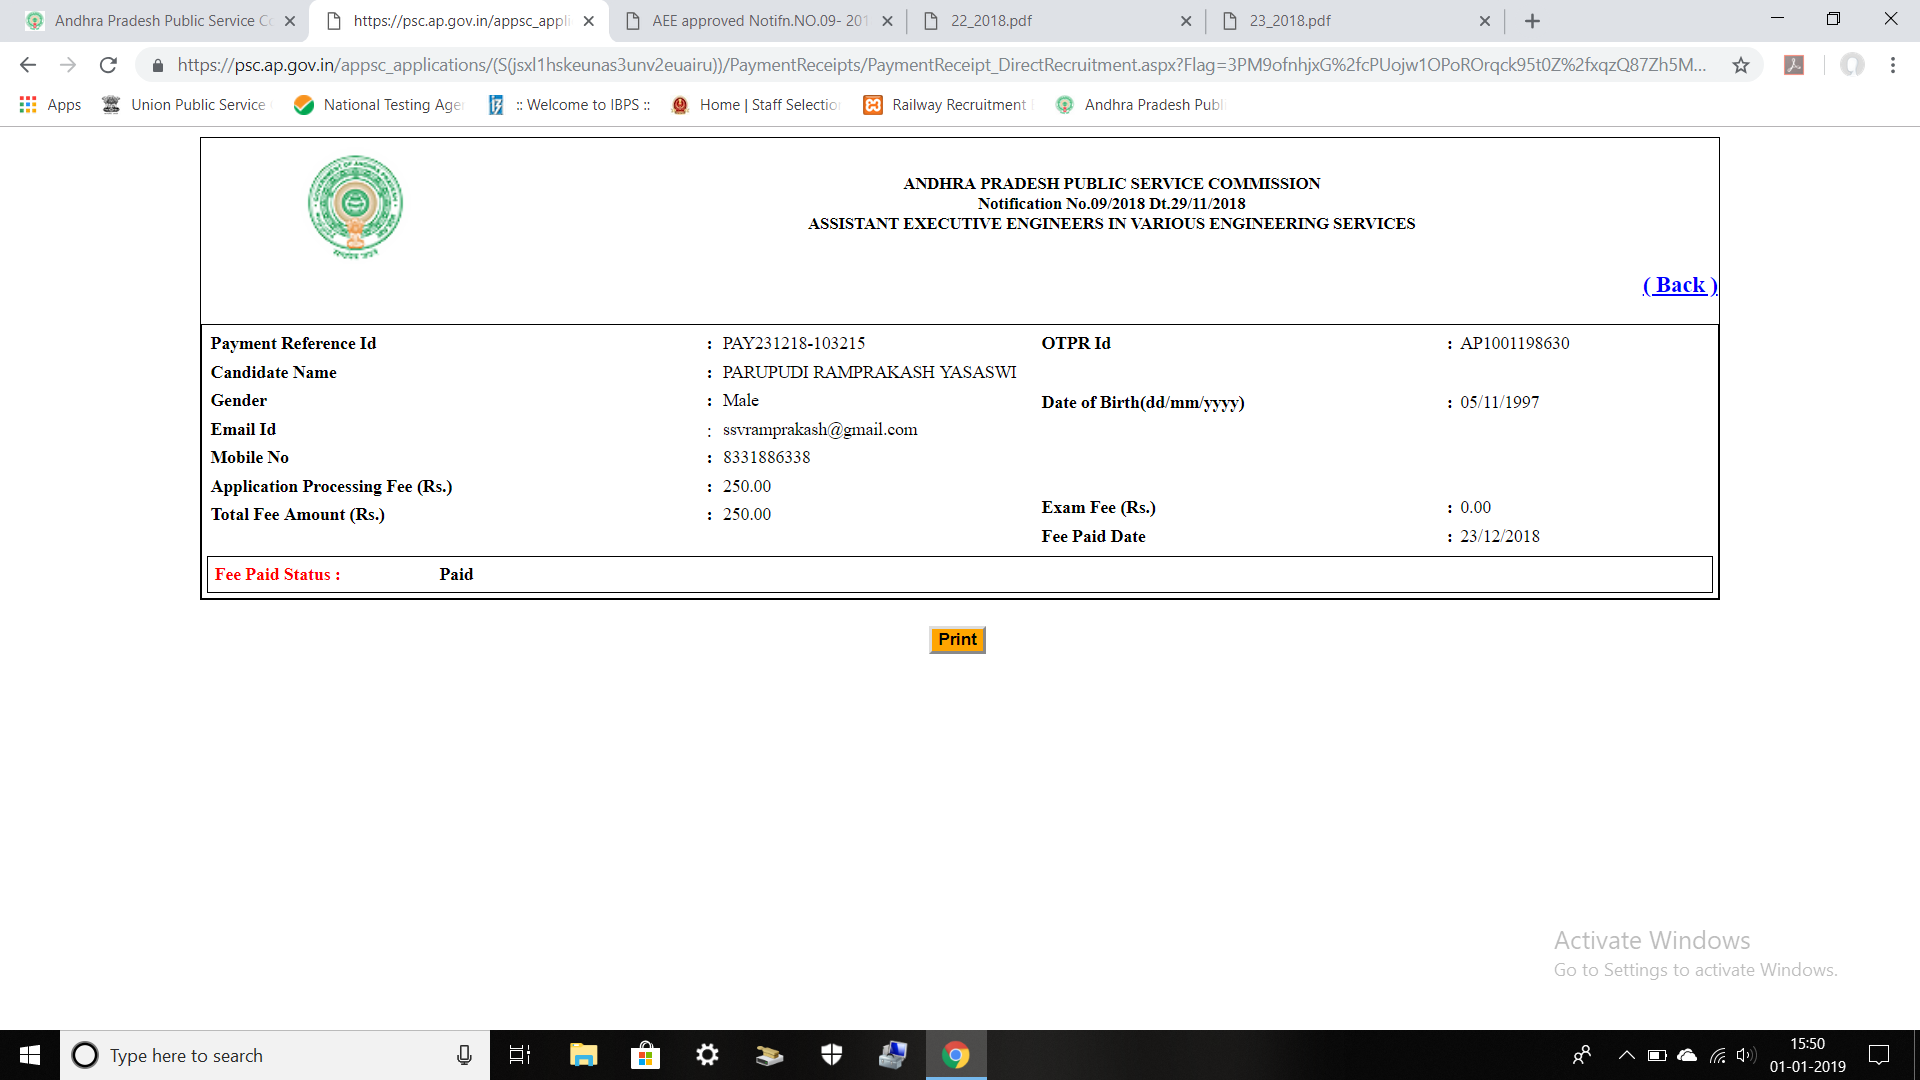 Andhra Pradesh Public Service Co
https://psc.ap.gov.in/appsc_appli
AEE approved Notifn.NO.09- 201
22_2018.pdf
23_2018.pdf
https://psc.ap.gov.in/appsc_applications/(S(jsxl1hskeunas3unv2euairu))/PaymentReceipts/PaymentReceipt_DirectRecruitment.aspx?Flag=3PM9ofnhjxG%2fcPUojw1OPoROrqck95t0Z%2fxqzQ87Zh5M...
Apps
Union Public Service
National Testing Agen
:: Welcome to IBPS ::
Home | Staff Selection
Railway Recruitment
Andhra Pradesh Publi
ANDHRA PRADESH PUBLIC SERVICE COMMISSION
Notification No.09/2018 Dt.29/11/2018
ASSISTANT EXECUTIVE ENGINEERS IN VARIOUS ENGINEERING SERVICES
( Back )
Payment Reference Id : PAY231218-103215 OTPR Id : AP1001198630
Candidate Name : PARUPUDI RAMPRAKASH YASASWI
Gender : Male Date of Birth(dd/mm/yyyy) : 05/11/1997
Email Id : ssvramprakash@gmail.com
Mobile No : 8331886338
Application Processing Fee (Rs.) : 250.00
Exam Fee (Rs.) : 0.00
Total Fee Amount (Rs.) : 250.00
Fee Paid Date : 23/12/2018
Fee Paid Status : Paid
Print
Activate Windows
Go to Settings to activate Windows.
Type here to search
15:50
01-01-2019